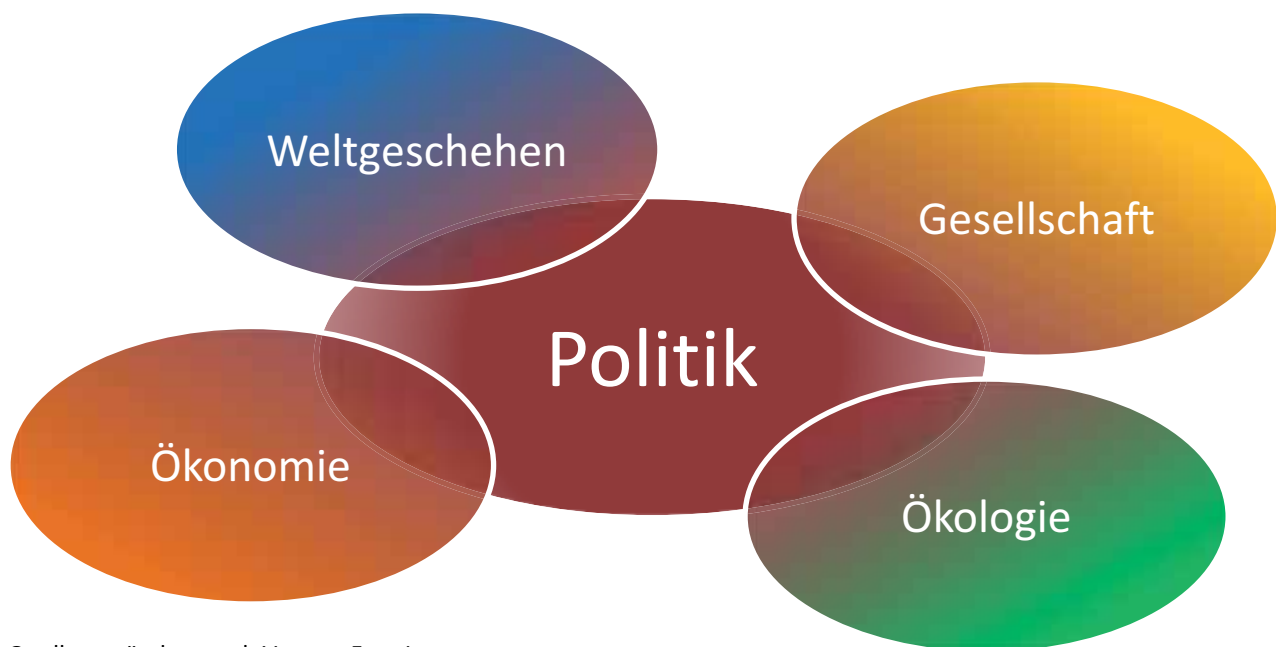 Weltgeschehen
Gesellschaft
Politik
Ökonomie
Ökologie